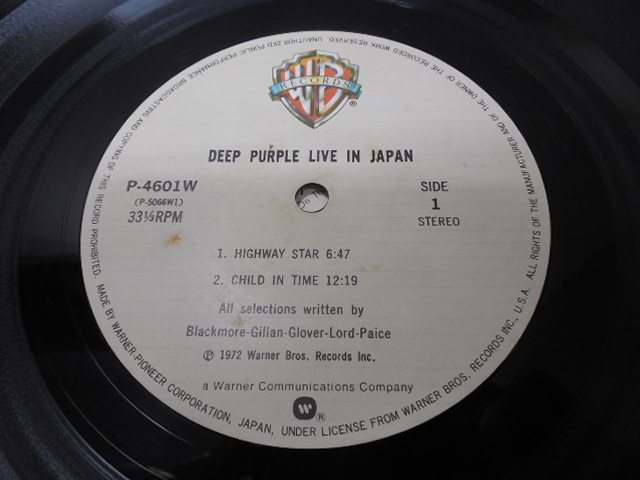 WB
RECORDS
®
DEEP PURPLE LIVE IN JAPAN
P-4601W
(P-5066W1)
33⅓RPM
SIDE
1
STEREO
1. HIGHWAY STAR 6:47
2. CHILD IN TIME 12:19
All selections written by
Blackmore-Gillan-Glover-Lord-Paice
℗ 1972 Warner Bros. Records Inc.
a Warner Communications Company
®
MADE BY WARNER-PIONEER CORPORATION, JAPAN, UNDER LICENSE FROM WARNER BROS. RECORDS INC., U.S.A. ALL RIGHTS OF THE MANUFACTURER AND OF THE OWNER OF THE RECORDED WORK RESERVED. UNAUTHORIZED PUBLIC PERFORMANCE BROADCASTING AND COPYING OF THIS RECORD PROHIBITED.
On Th